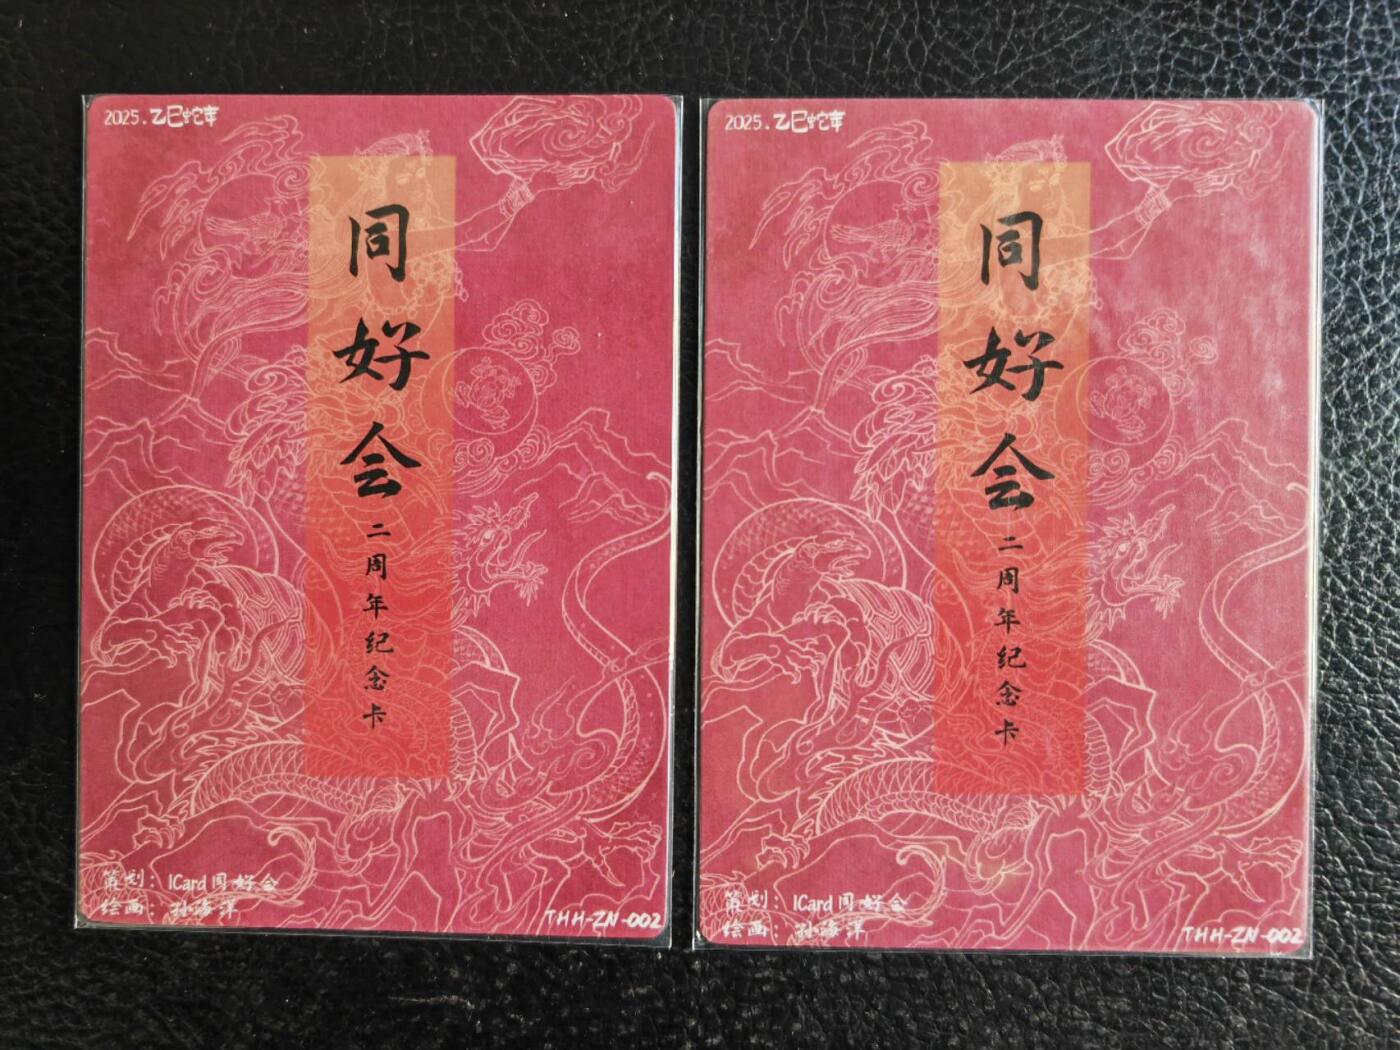 2025.乙巳蛇年
同好会
二周年纪念卡
策划：ICard同好会
绘画：孙海洋
THH-ZN-002
2025.乙巳蛇年
同好会
二周年纪念卡
策划：ICard同好会
绘画：孙海洋
THH-ZN-002